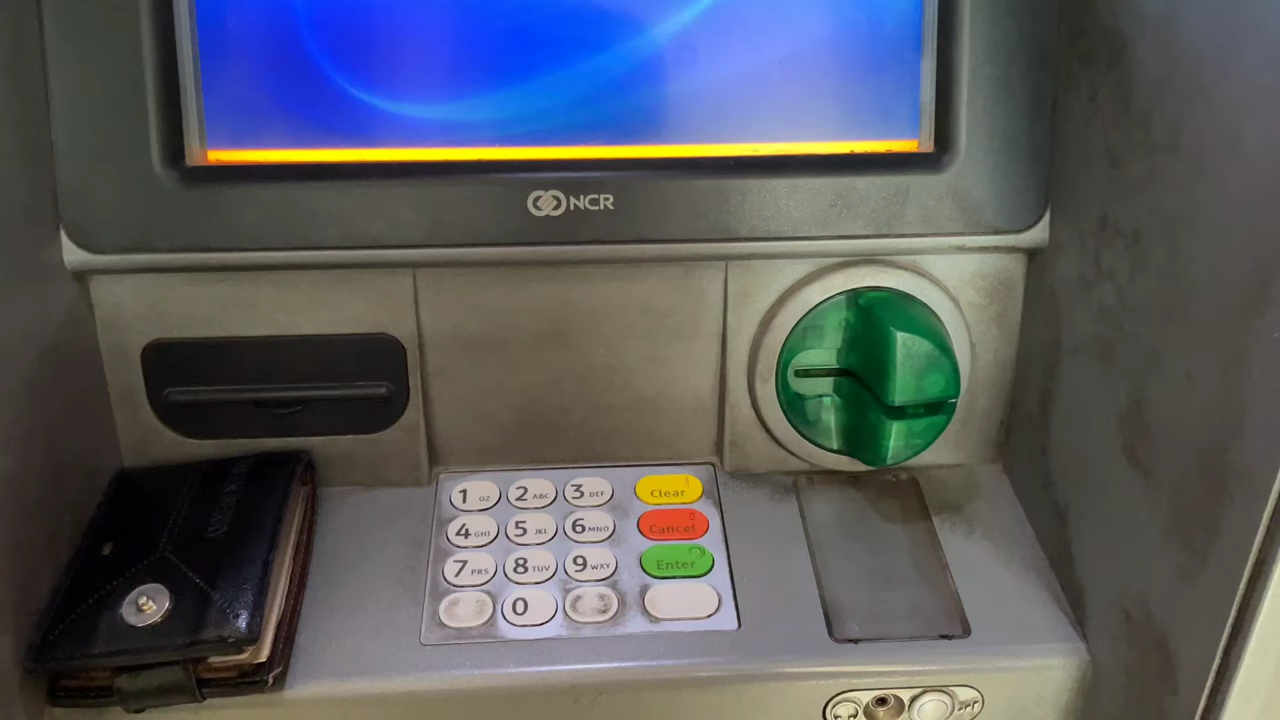 NCR
1 OZ 2 ABC 3 DEF Clear
4 GHI 5 JKL 6 MNO Cancel
7 PRS 8 TUV 9 WXY Enter
0